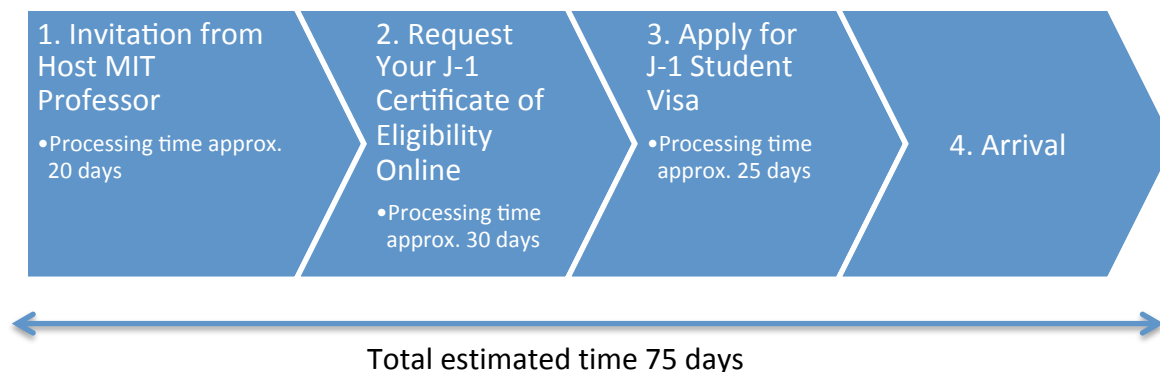 1. Invitation from
Host MIT
Professor
•Processing time approx.
20 days
2. Request
Your J-1
Certificate of
Eligibility
Online
•Processing time
approx. 30 days
3. Apply for
J-1 Student
Visa
•Processing time
approx. 25 days
4. Arrival
Total estimated time 75 days